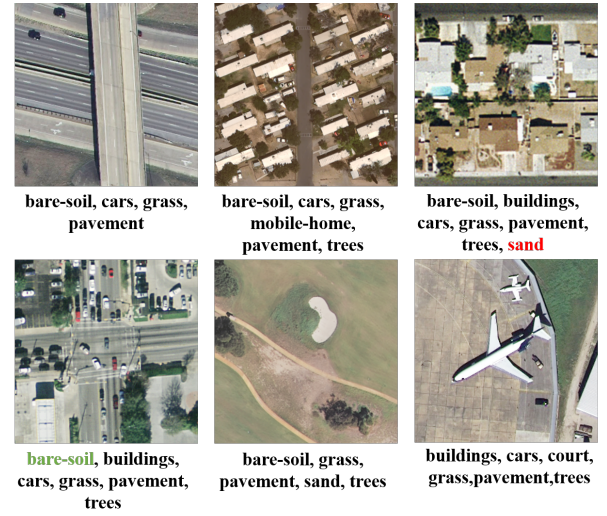 bare-soil, cars, grass,
pavement
bare-soil, cars, grass,
mobile-home,
pavement, trees
bare-soil, buildings,
cars, grass, pavement,
trees, sand
bare-soil, buildings,
cars, grass, pavement,
trees
bare-soil, grass,
pavement, sand, trees
buildings, cars, court,
grass,pavement,trees